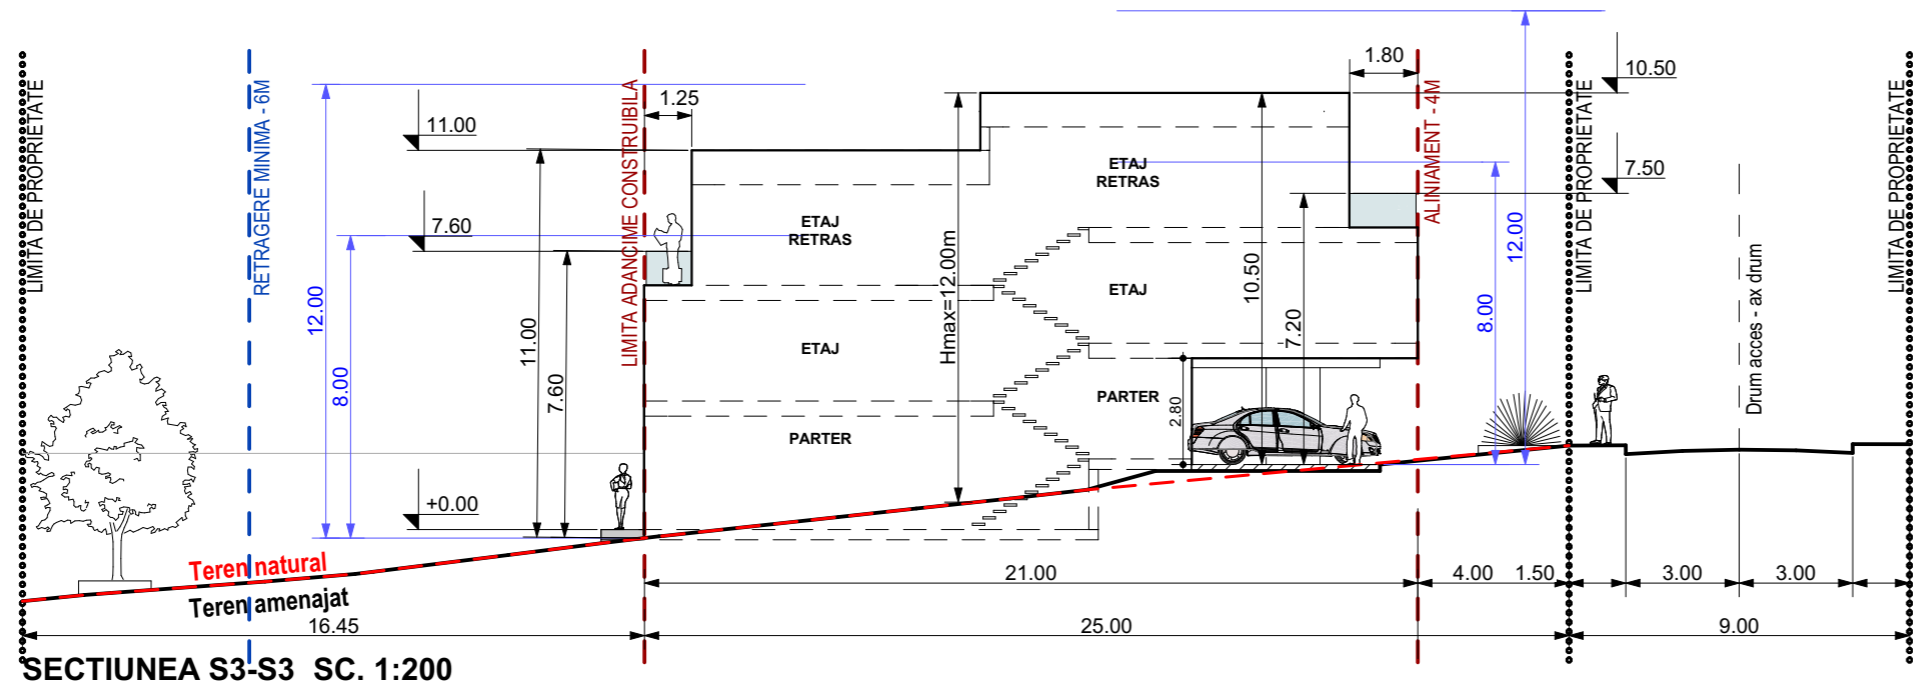 LIMITA DE PROPRIETATE
RETRAGERE MINIMA - 6M
12.00
8.00
11.00
7.60
+0.00
11.00
7.60
LIMITA ADANCIME CONSTRUIBILA
1.25
ETAJ
RETRAS
ETAJ
PARTER
Hmax=12.00m
ETAJ
RETRAS
ETAJ
PARTER
2.80
10.50
7.20
1.80
ALINIAMENT - 4M
8.00
12.00
LIMITA DE PROPRIETATE
10.50
7.50
Drum acces - ax drum
LIMITA DE PROPRIETATE
Teren natural
Teren amenajat
21.00
4.00
1.50
3.00
3.00
16.45
25.00
9.00
SECTIUNEA S3-S3 SC. 1:200